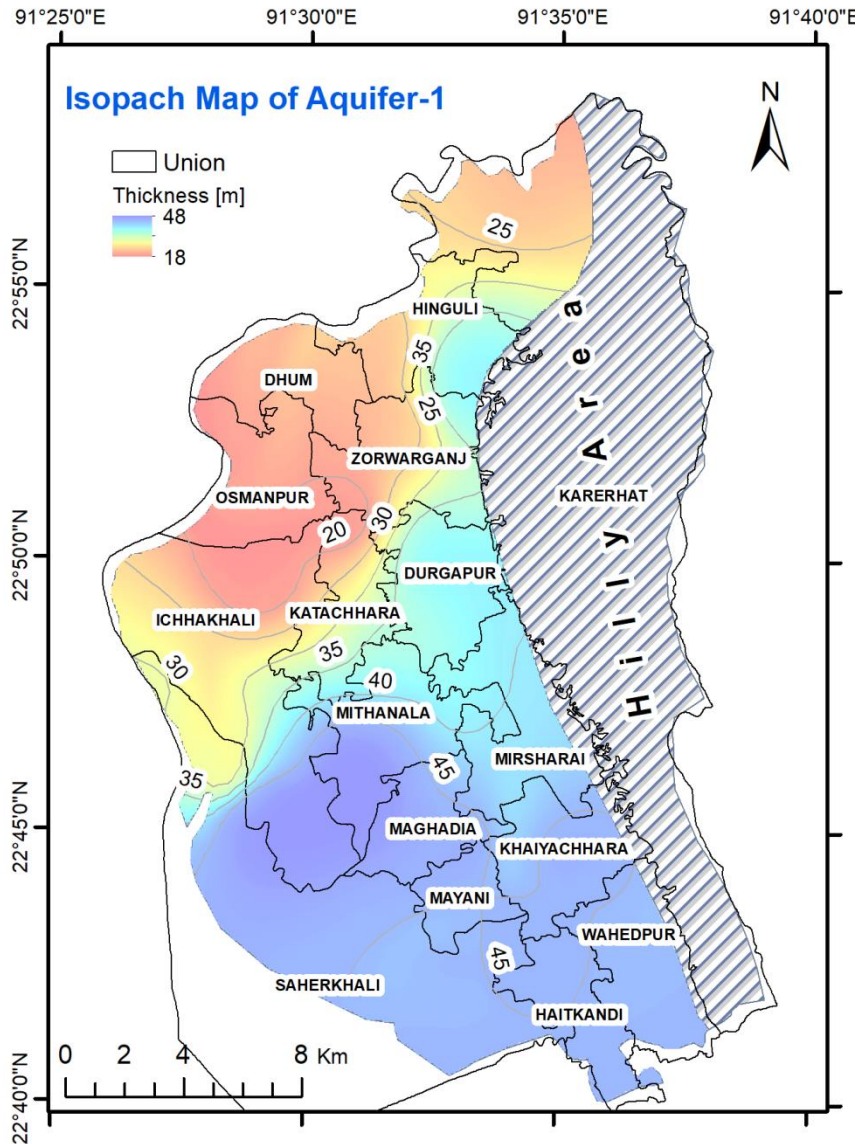 91°25'0"E 91°30'0"E 91°35'0"E 91°40'0"E
Isopach Map of Aquifer-1
N
Union
Thickness [m]
48
18
25
22°55'0"N
HINGULI
35
DHUM
25
ZORWARGANJ
OSMANPUR
KARERHAT
Hilly Area
30
20
22°50'0"N
DURGAPUR
ICHHAKHALI
KATACHHARA
35
30
40
MITHANALA
45
MIRSHARAI
35
22°45'0"N
MAGHADIA
KHAIYACHHARA
MAYANI
WAHEDPUR
45
SAHERKHALI
HAITKANDI
0 2 4 8 Km
22°40'0"N